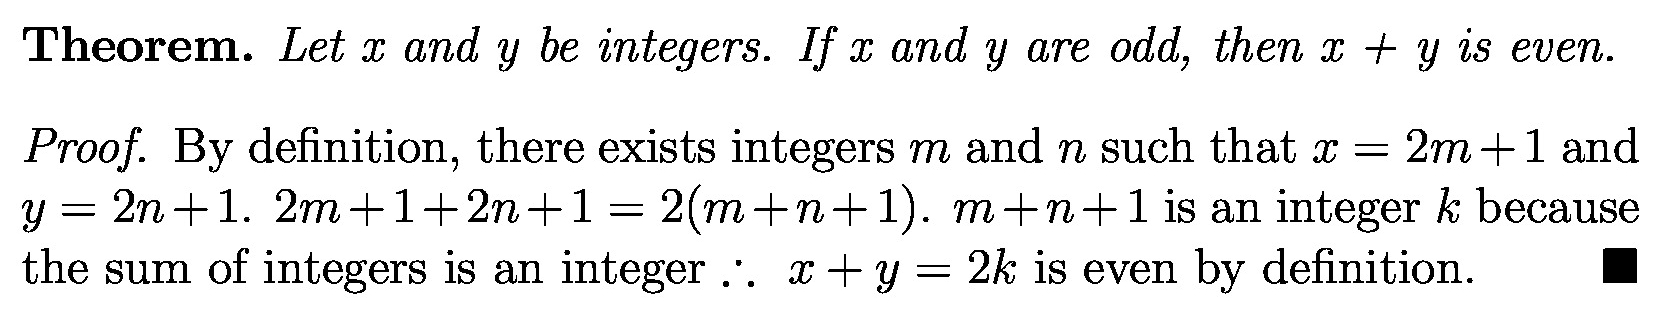 Theorem. Let x and y be integers. If x and y are odd, then x + y is even.
Proof. By definition, there exists integers m and n such that x = 2m+1 and
y = 2n+1. 2m+1+2n+1 = 2(m+n+1). m+n+1 is an integer k because
the sum of integers is an integer ∴ x + y = 2k is even by definition. ■